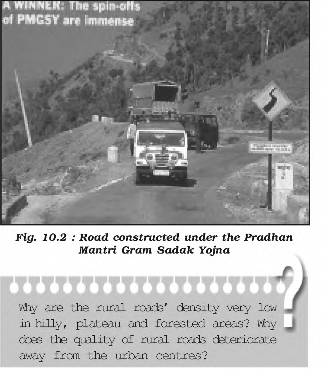 A WINNER: The spin-offs
of PMGSY are immense
Fig. 10.2 : Road constructed under the Pradhan
Mantri Gram Sadak Yojna
Why are the rural roads' density very low
in hilly, plateau and forested areas? Why
does the quality of rural roads deteriorate
away from the urban centres?
?